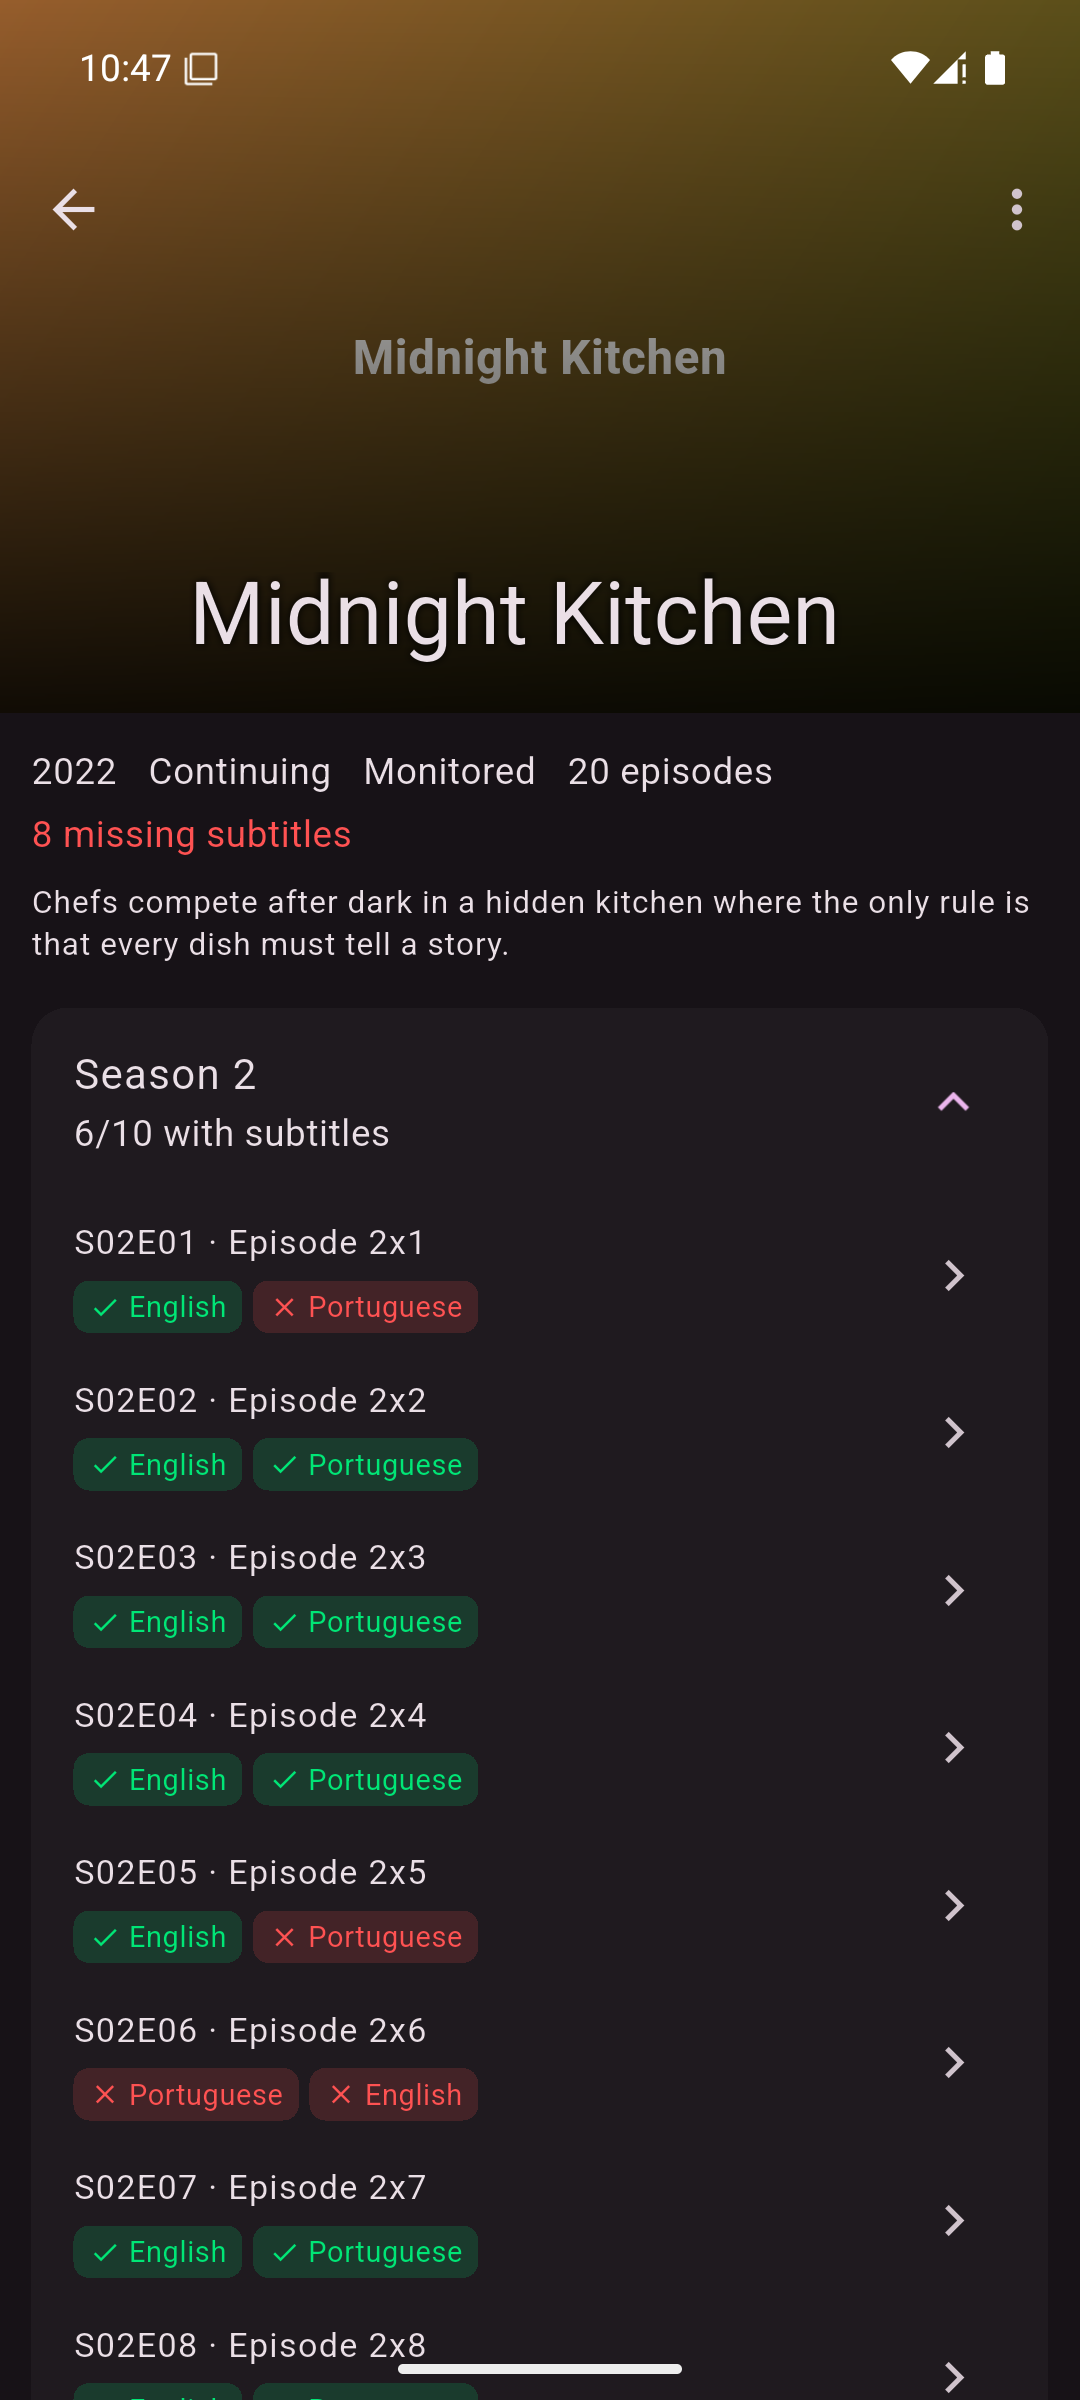 10:47
Midnight Kitchen
Midnight Kitchen
2022 Continuing Monitored 20 episodes
8 missing subtitles
Chefs compete after dark in a hidden kitchen where the only rule is
that every dish must tell a story.
Season 2
6/10 with subtitles
S02E01 · Episode 2x1
English Portuguese
S02E02 · Episode 2x2
English Portuguese
S02E03 · Episode 2x3
English Portuguese
S02E04 · Episode 2x4
English Portuguese
S02E05 · Episode 2x5
English Portuguese
S02E06 · Episode 2x6
Portuguese English
S02E07 · Episode 2x7
English Portuguese
S02E08 · Episode 2x8